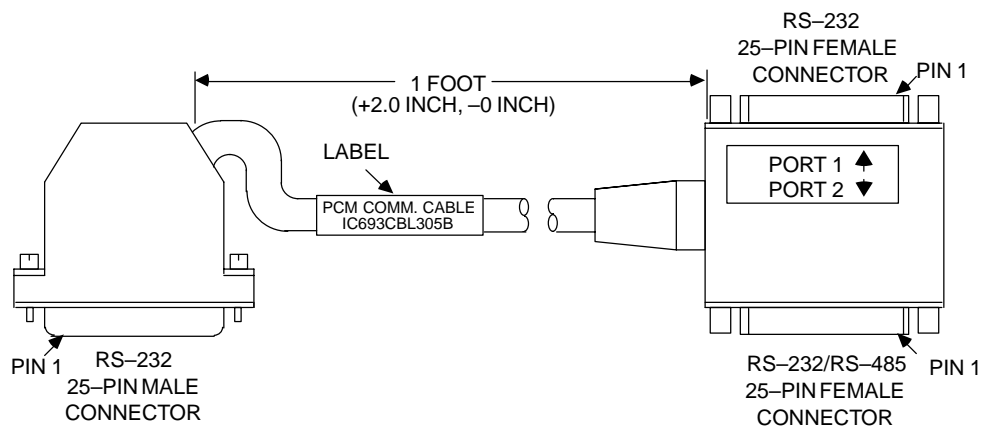 RS–232
25–PIN FEMALE
CONNECTOR
PIN 1
1 FOOT
(+2.0 INCH, –0 INCH)
LABEL
PORT 1
PORT 2
PCM COMM. CABLE
IC693CBL305B
PIN 1
RS–232
25–PIN MALE
CONNECTOR
RS–232/RS–485
25–PIN FEMALE
CONNECTOR
PIN 1